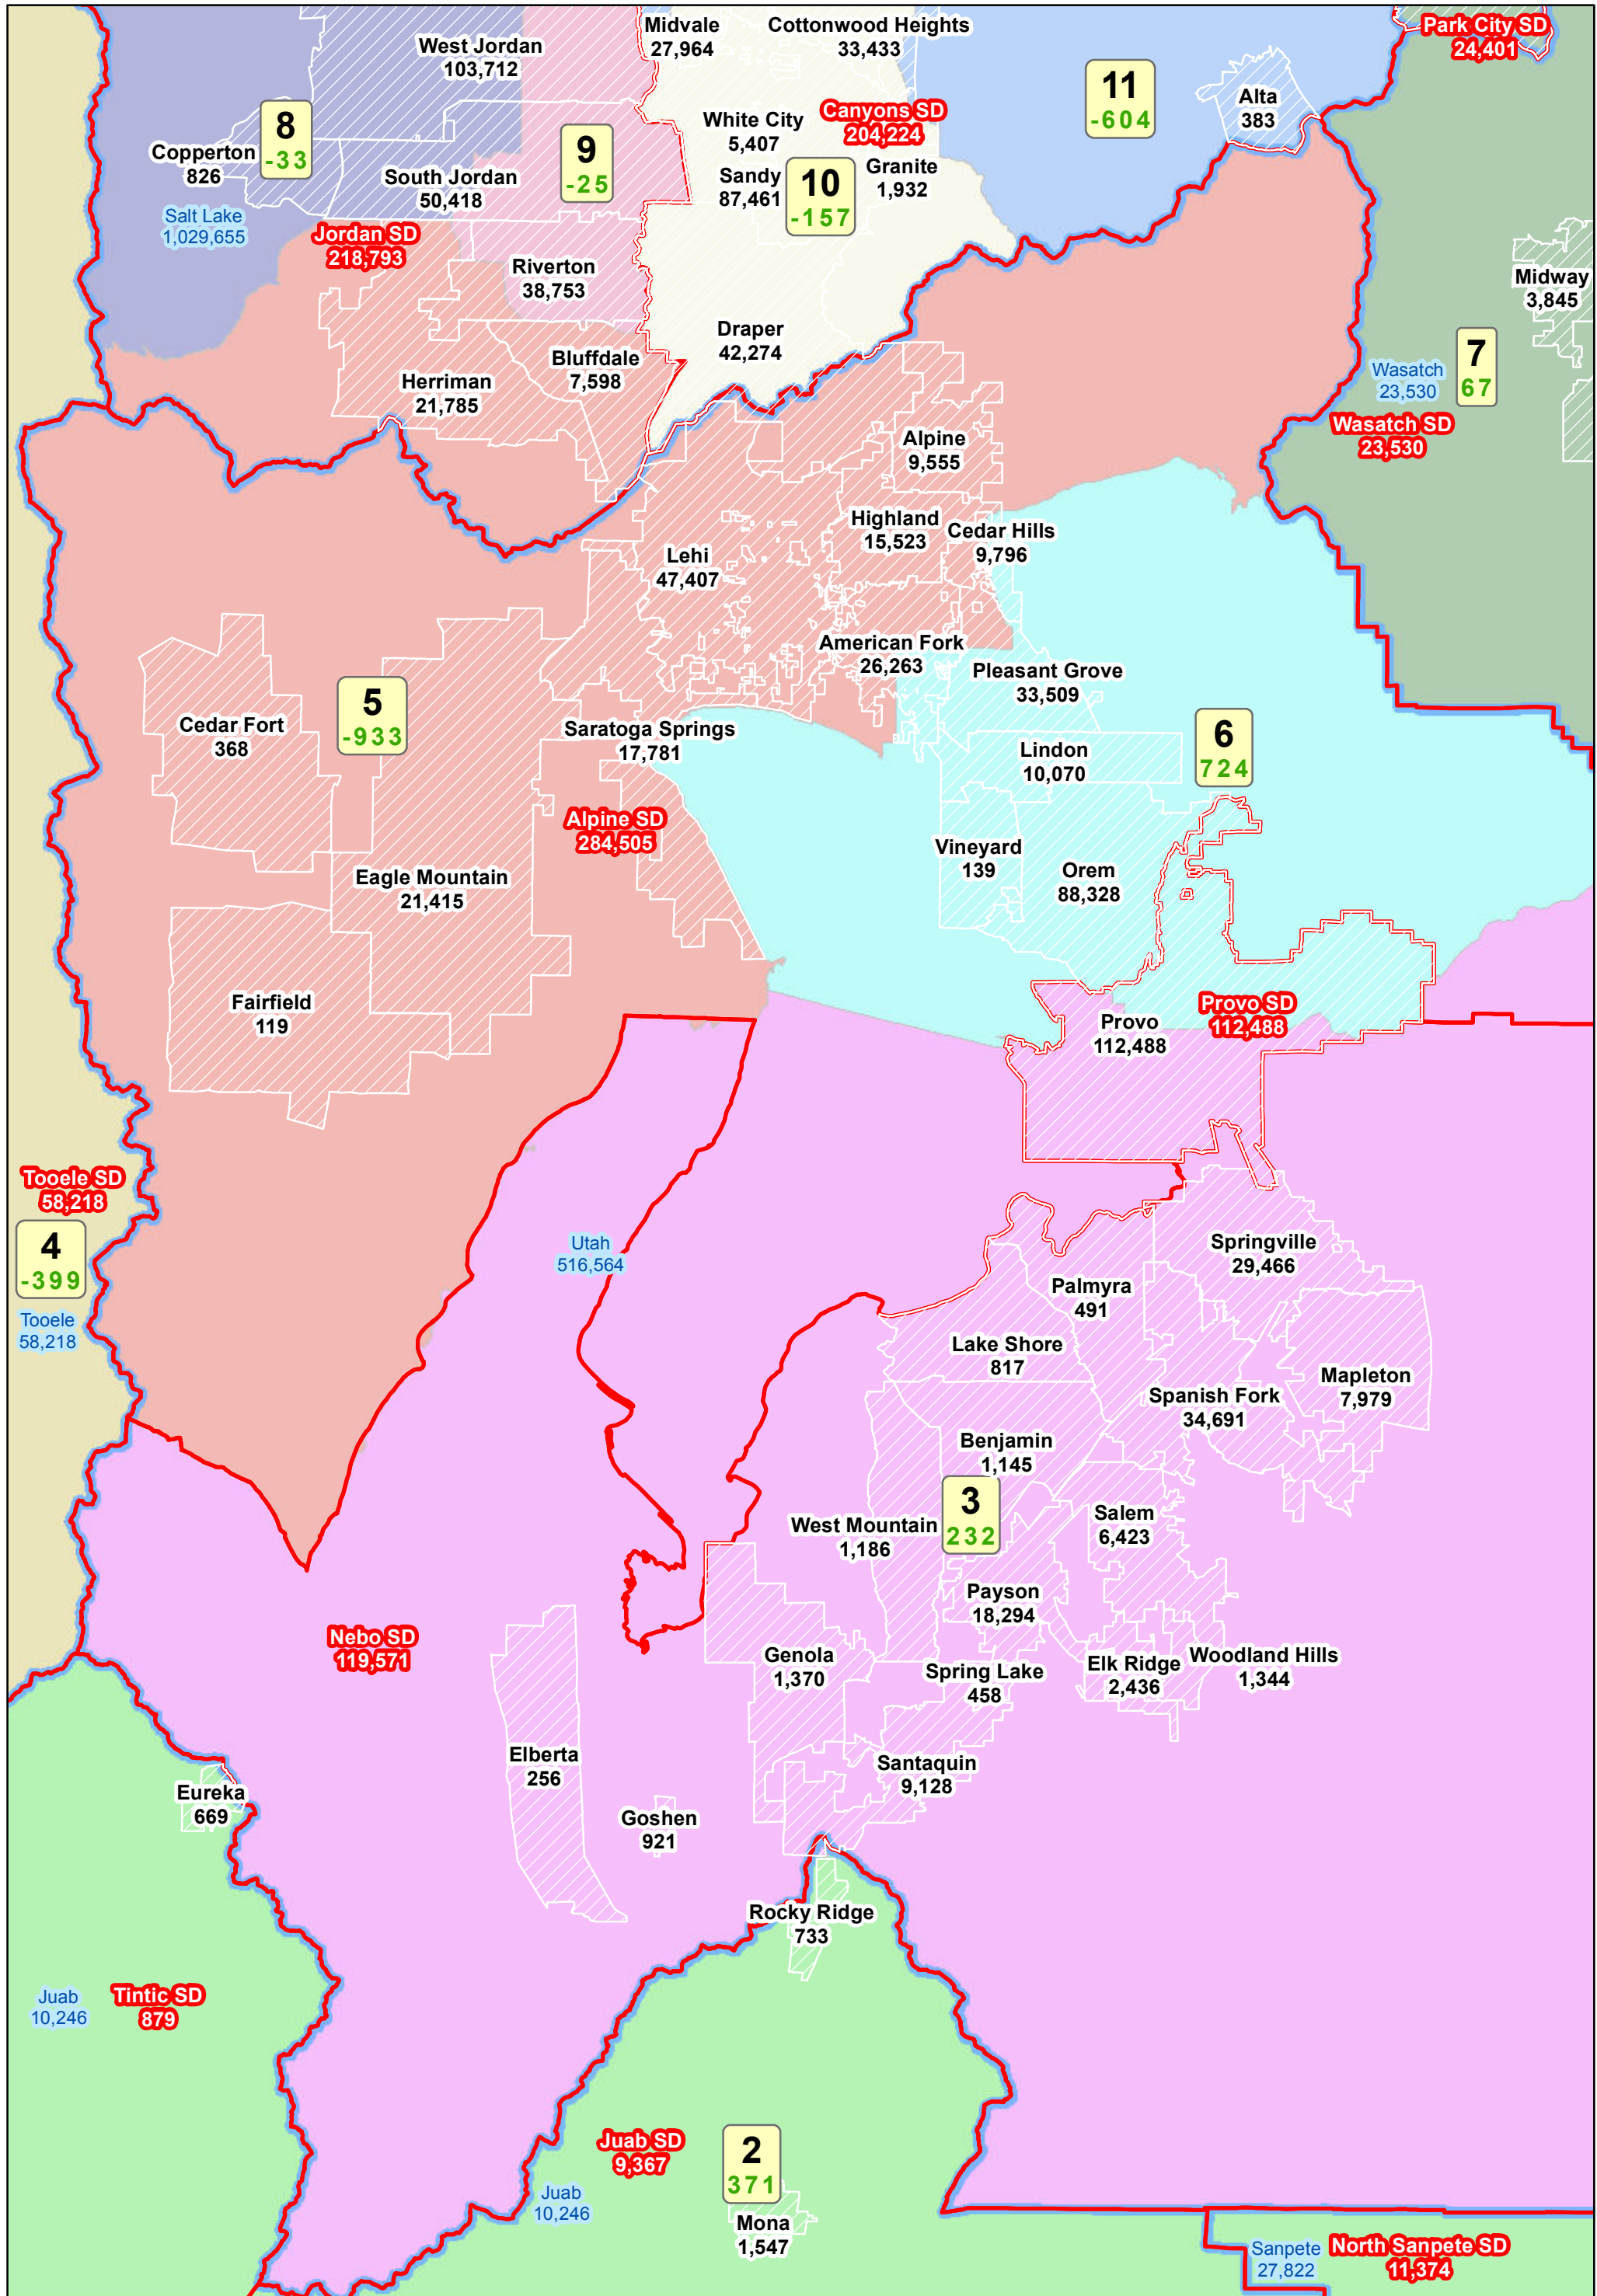 Midvale
27,964
Cottonwood Heights
33,433
Park City SD
24,401
West Jordan
103,712
11
-604
Alta
383
8
-33
Copperton
826
White City
5,407
Canyons SD
204,224
9
-25
South Jordan
50,418
Sandy
87,461
10
-157
Granite
1,932
Salt Lake
1,029,655
Jordan SD
218,793
Riverton
38,753
Midway
3,845
Draper
42,274
Bluffdale
7,598
Herriman
21,785
7
67
Wasatch
23,530
Wasatch SD
23,530
Alpine
9,555
Highland
15,523
Cedar Hills
9,796
Lehi
47,407
American Fork
26,263
Pleasant Grove
33,509
5
-933
Cedar Fort
368
Saratoga Springs
17,781
6
724
Lindon
10,070
Alpine SD
284,505
Vineyard
139
Orem
88,328
Eagle Mountain
21,415
Fairfield
119
Provo
112,488
Provo SD
112,488
Tooele SD
58,218
4
-399
Tooele
58,218
Utah
516,564
Springville
29,466
Palmyra
491
Lake Shore
817
Mapleton
7,979
Spanish Fork
34,691
Benjamin
1,145
3
232
West Mountain
1,186
Salem
6,423
Payson
18,294
Nebo SD
119,571
Genola
1,370
Spring Lake
458
Elk Ridge
2,436
Woodland Hills
1,344
Elberta
256
Santaquin
9,128
Eureka
669
Goshen
921
Rocky Ridge
733
Juab
10,246
Tintic SD
879
Juab SD
9,367
2
371
Juab
10,246
Mona
1,547
Sanpete
27,822
North Sanpete SD
11,374